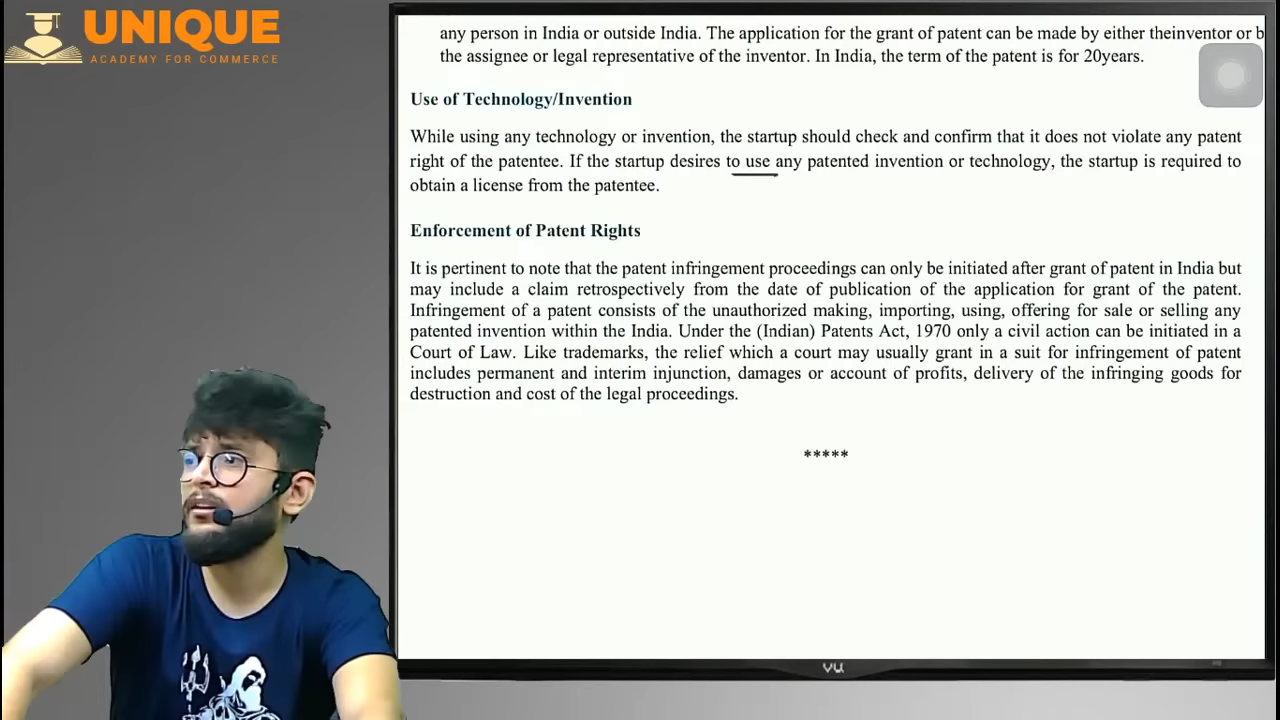 UNIQUE
ACADEMY FOR COMMERCE
any person in India or outside India. The application for the grant of patent can be made by either theinventor or b
the assignee or legal representative of the inventor. In India, the term of the patent is for 20years.
Use of Technology/Invention
While using any technology or invention, the startup should check and confirm that it does not violate any patent
right of the patentee. If the startup desires to use any patented invention or technology, the startup is required to
obtain a license from the patentee.
Enforcement of Patent Rights
It is pertinent to note that the patent infringement proceedings can only be initiated after grant of patent in India but
may include a claim retrospectively from the date of publication of the application for grant of the patent.
Infringement of a patent consists of the unauthorized making, importing, using, offering for sale or selling any
patented invention within the India. Under the (Indian) Patents Act, 1970 only a civil action can be initiated in a
Court of Law. Like trademarks, the relief which a court may usually grant in a suit for infringement of patent
includes permanent and interim injunction, damages or account of profits, delivery of the infringing goods for
destruction and cost of the legal proceedings.
*****
VU